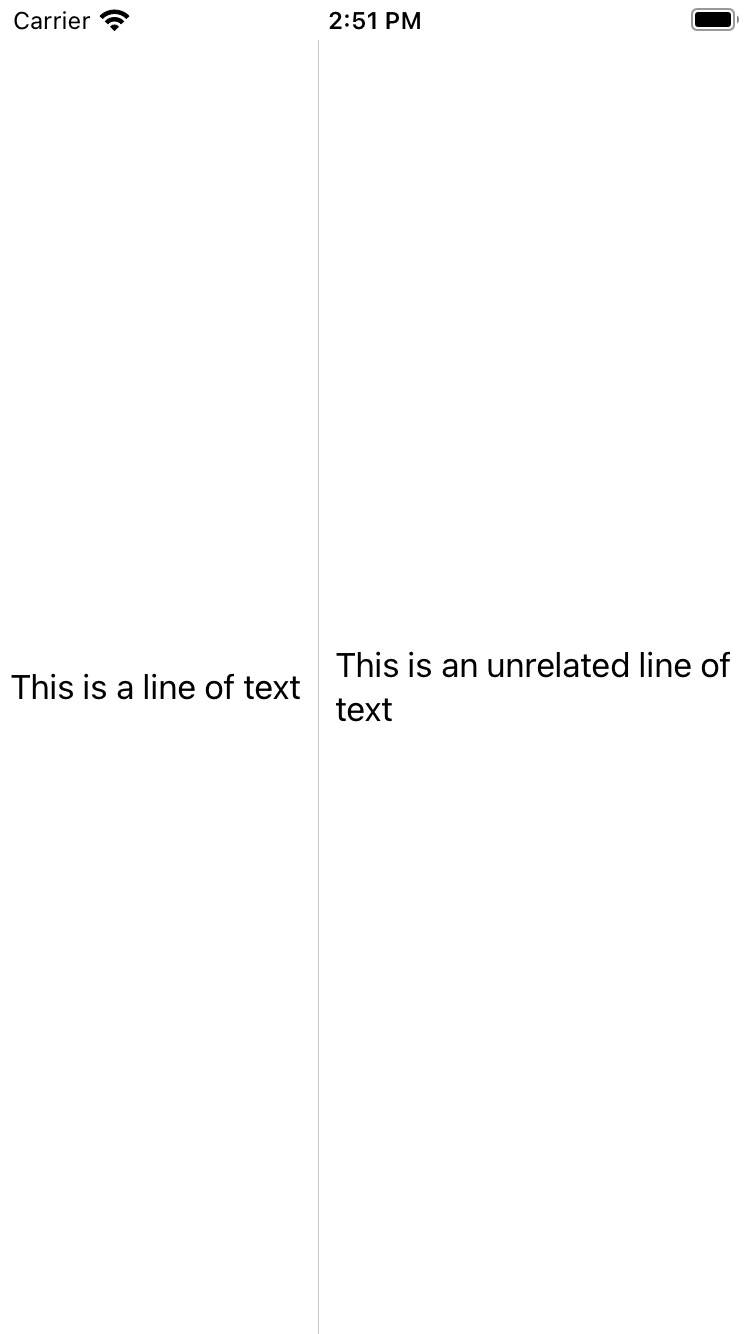 Carrier 2:51 PM
This is a line of text
This is an unrelated line of
text